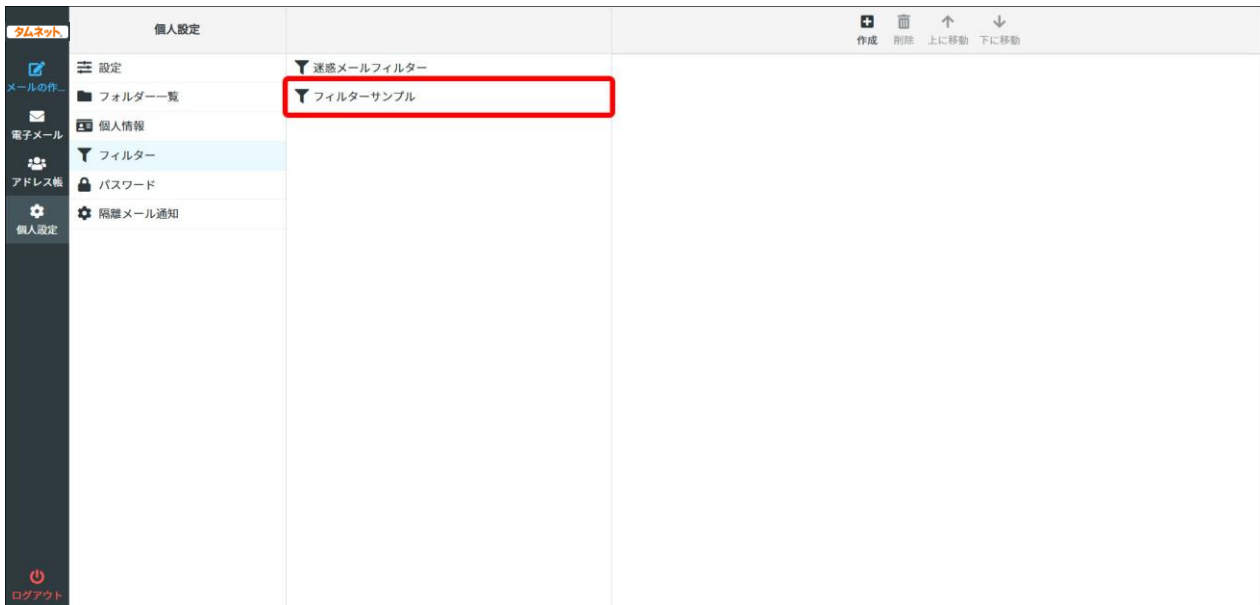 タムネット
メールの作...
電子メール
アドレス帳
個人設定
ログアウト
個人設定
設定
フォルダー一覧
個人情報
フィルター
パスワード
隔離メール通知
迷惑メールフィルター
フィルターサンプル
作成 削除 上に移動 下に移動